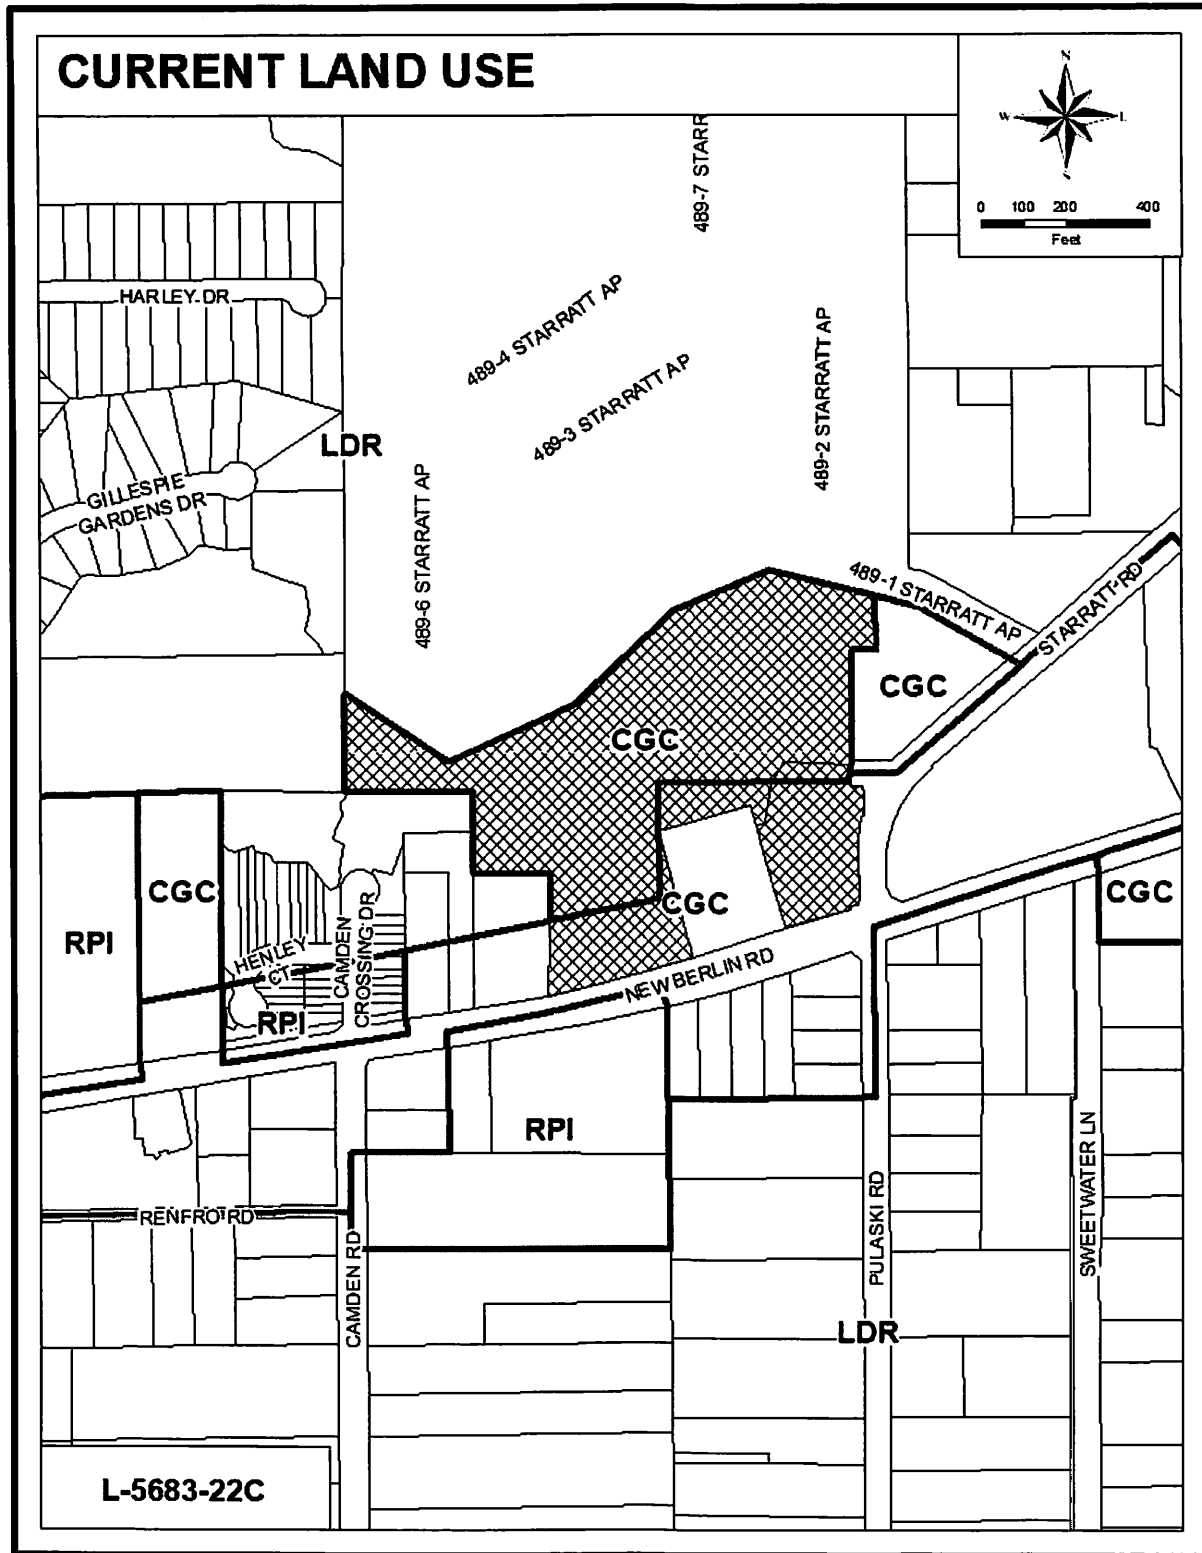 CURRENT LAND USE
N
W
E
S
0 100 200 400
Feet
489-7 STARR
HARLEY DR
489-4 STARRATT AP
489-3 STARRATT AP
489-2 STARRATT AP
LDR
GILLESPIE
GARDENS DR
489-6 STARRATT AP
489-1 STARRATT AP
STARRATT RD
CGC
CGC
CGC
CGC
CGC
RPI
HENLEY
CT
CAMDEN
CROSSING DR
NEW BERLIN RD
RPI
RPI
RENFRO RD
CAMDEN RD
PULASKI RD
SWEETWATER LN
LDR
L-5683-22C